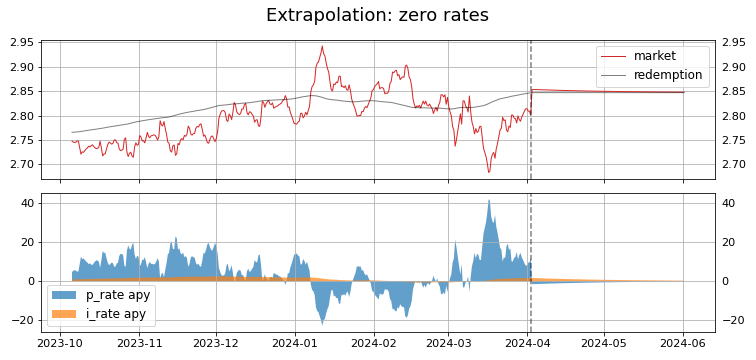 Extrapolation: zero rates
2.95 2.95
2.90 2.90
2.85 2.85
2.80 2.80
2.75 2.75
2.70 2.70
market
redemption
40 40
20 20
0 0
−20 −20
p_rate apy
i_rate apy
2023-10 2023-11 2023-12 2024-01 2024-02 2024-03 2024-04 2024-05 2024-06